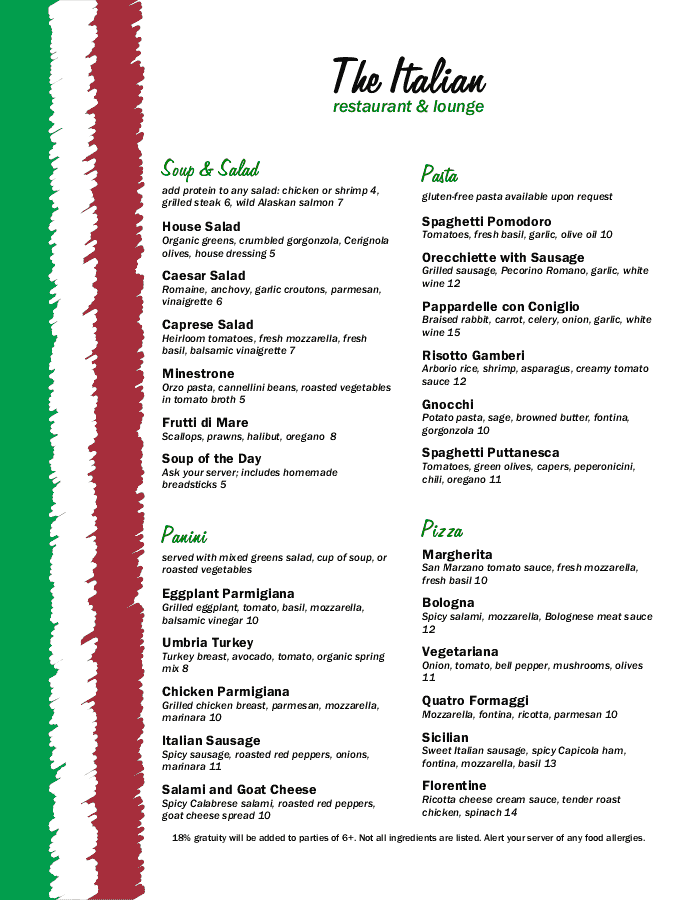 The Italian
restaurant & lounge
Soup & Salad
add protein to any salad: chicken or shrimp 4,
grilled steak 6, wild Alaskan salmon 7
House Salad
Organic greens, crumbled gorgonzola, Cerignola
olives, house dressing 5
Caesar Salad
Romaine, anchovy, garlic croutons, parmesan,
vinaigrette 6
Caprese Salad
Heirloom tomatoes, fresh mozzarella, fresh
basil, balsamic vinaigrette 7
Minestrone
Orzo pasta, cannellini beans, roasted vegetables
in tomato broth 5
Frutti di Mare
Scallops, prawns, halibut, oregano 8
Soup of the Day
Ask your server; includes homemade
breadsticks 5
Panini
served with mixed greens salad, cup of soup, or
roasted vegetables
Eggplant Parmigiana
Grilled eggplant, tomato, basil, mozzarella,
balsamic vinegar 10
Umbria Turkey
Turkey breast, avocado, tomato, organic spring
mix 8
Chicken Parmigiana
Grilled chicken breast, parmesan, mozzarella,
marinara 10
Italian Sausage
Spicy sausage, roasted red peppers, onions,
marinara 11
Salami and Goat Cheese
Spicy Calabrese salami, roasted red peppers,
goat cheese spread 10
Pasta
gluten-free pasta available upon request
Spaghetti Pomodoro
Tomatoes, fresh basil, garlic, olive oil 10
Orecchiette with Sausage
Grilled sausage, Pecorino Romano, garlic, white
wine 12
Pappardelle con Coniglio
Braised rabbit, carrot, celery, onion, garlic, white
wine 15
Risotto Gamberi
Arborio rice, shrimp, asparagus, creamy tomato
sauce 12
Gnocchi
Potato pasta, sage, browned butter, fontina,
gorgonzola 10
Spaghetti Puttanesca
Tomatoes, green olives, capers, peperonicini,
chili, oregano 11
Pizza
Margherita
San Marzano tomato sauce, fresh mozzarella,
fresh basil 10
Bologna
Spicy salami, mozzarella, Bolognese meat sauce
12
Vegetariana
Onion, tomato, bell pepper, mushrooms, olives
11
Quatro Formaggi
Mozzarella, fontina, ricotta, parmesan 10
Sicilian
Sweet Italian sausage, spicy Capicola ham,
fontina, mozzarella, basil 13
Florentine
Ricotta cheese cream sauce, tender roast
chicken, spinach 14
18% gratuity will be added to parties of 6+. Not all ingredients are listed. Alert your server of any food allergies.